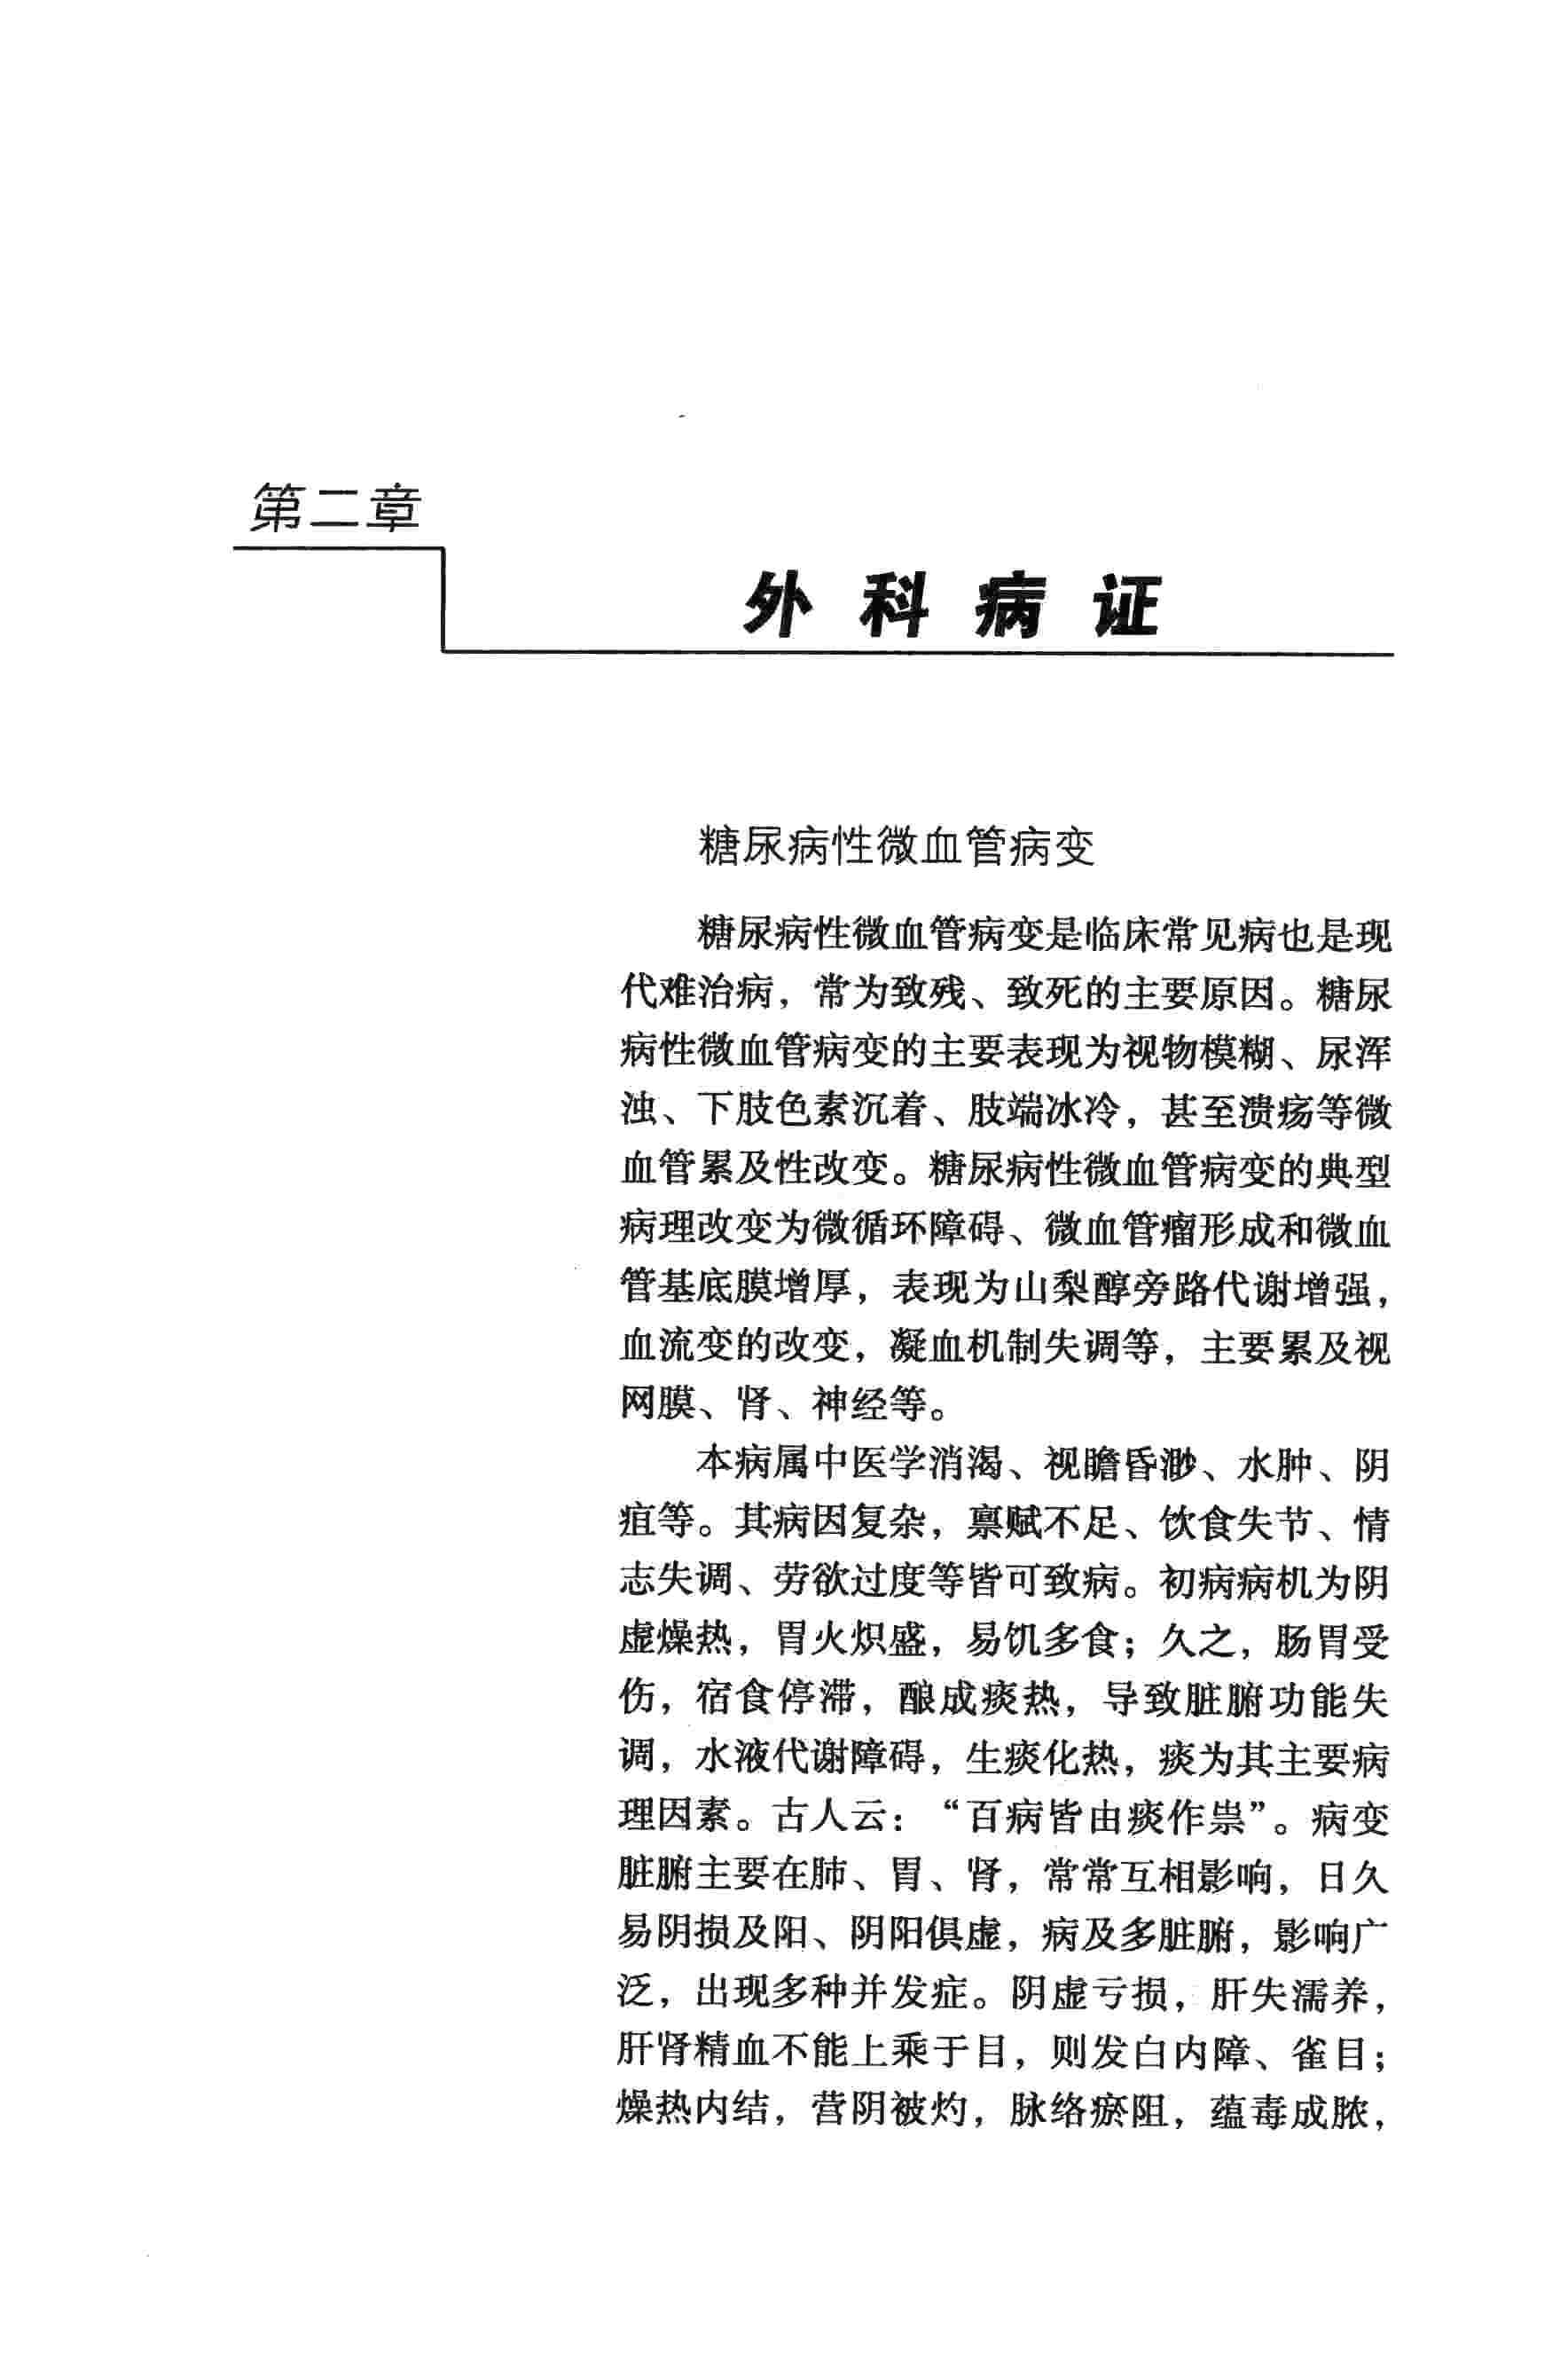 第二章
外科病证
糖尿病性微血管病变
糖尿病性微血管病变是临床常见病也是现
代难治病，常为致残、致死的主要原因。糖尿
病性微血管病变的主要表现为视物模糊、尿浑
浊、下肢色素沉着、肢端冰冷，甚至溃疡等微
血管累及性改变。糖尿病性微血管病变的典型
病理改变为微循环障碍、微血管瘤形成和微血
管基底膜增厚，表现为山梨醇旁路代谢增强，
血流变的改变，凝血机制失调等，主要累及视
网膜、肾、神经等。
本病属中医学消渴、视瞻昏渺、水肿、阴
疽等。其病因复杂，禀赋不足、饮食失节、情
志失调、劳欲过度等皆可致病。初病病机为阴
虚燥热，胃火炽盛，易饥多食；久之，肠胃受
伤，宿食停滞，酿成痰热，导致脏腑功能失
调，水液代谢障碍，生痰化热，痰为其主要病
理因素。古人云：“百病皆由痰作祟”。病变
脏腑主要在肺、胃、肾，常常互相影响，日久
易阴损及阳、阴阳俱虚，病及多脏腑，影响广
泛，出现多种并发症。阴虚亏损，肝失濡养，
肝肾精血不能上乘于目，则发白内障、雀目；
燥热内结，营阴被灼，脉络瘀阻，蕴毒成脓，